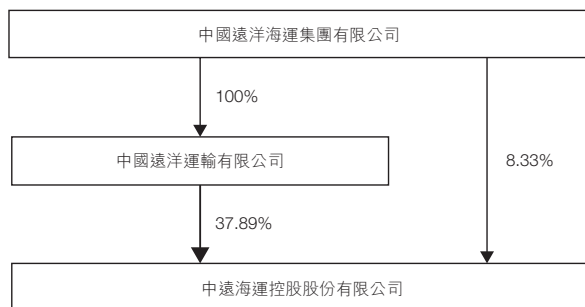 中國遠洋海運集團有限公司
100%
中國遠洋運輸有限公司
8.33%
37.89%
中遠海運控股股份有限公司